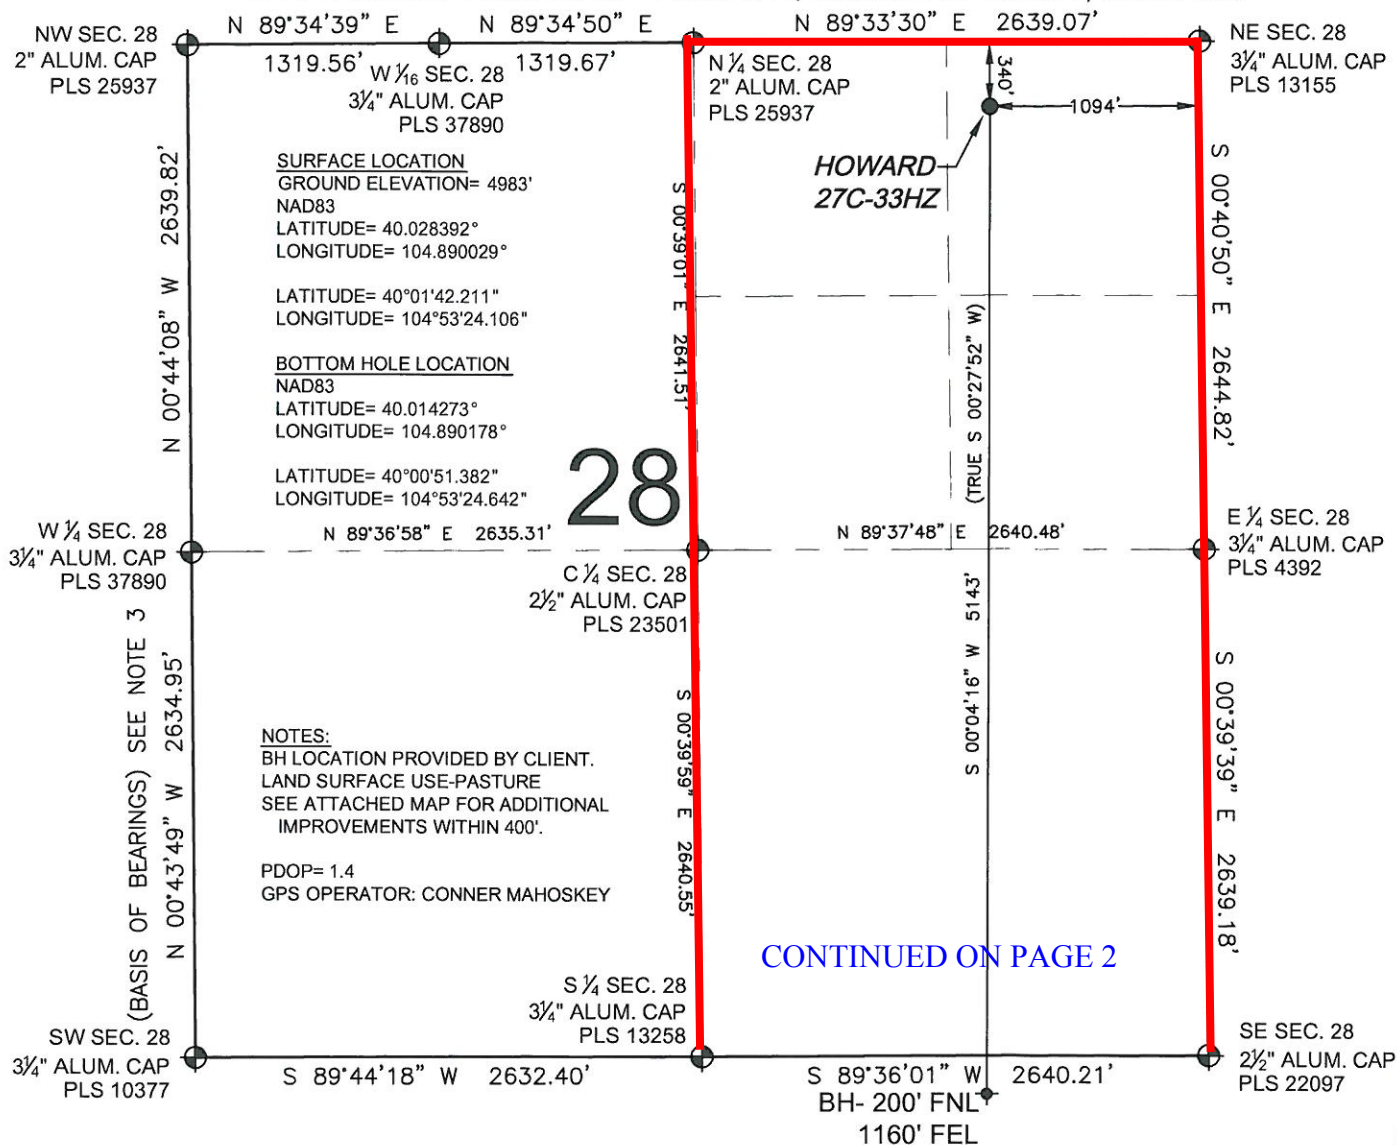 N 89°34'39" E
N 89°34'50" E
N 89°33'30" E 2639.07'
NW SEC. 28
2" ALUM. CAP
PLS 25937
1319.56'
W 1/16 SEC. 28
3¼" ALUM. CAP
PLS 37890
1319.67'
N ¼ SEC. 28
2" ALUM. CAP
PLS 25937
NE SEC. 28
3¼" ALUM. CAP
PLS 13155
340'
1094'
HOWARD
27C-33HZ
SURFACE LOCATION
GROUND ELEVATION= 4983'
NAD83
LATITUDE= 40.028392°
LONGITUDE= 104.890029°
LATITUDE= 40°01'42.211"
LONGITUDE= 104°53'24.106"
BOTTOM HOLE LOCATION
NAD83
LATITUDE= 40.014273°
LONGITUDE= 104.890178°
LATITUDE= 40°00'51.382"
LONGITUDE= 104°53'24.642"
N 00°44'08" W 2639.82'
S 00°39'01" E 2641.51'
(TRUE S 00°27'52" W)
S 00°40'50" E 2644.82'
28
W ¼ SEC. 28
3¼" ALUM. CAP
PLS 37890
N 89°36'58" E 2635.31'
C ¼ SEC. 28
2½" ALUM. CAP
PLS 23501
N 89°37'48" E 2640.48'
E ¼ SEC. 28
3¼" ALUM. CAP
PLS 4392
(BASIS OF BEARINGS) SEE NOTE 3
N 00°43'49" W 2634.95'
NOTES:
BH LOCATION PROVIDED BY CLIENT.
LAND SURFACE USE-PASTURE
SEE ATTACHED MAP FOR ADDITIONAL
IMPROVEMENTS WITHIN 400'.
PDOP= 1.4
GPS OPERATOR: CONNER MAHOSKEY
S 00°39'59" E 2640.55'
S 00°04'16" W 5143'
S 00°39'39" E 2639.18'
CONTINUED ON PAGE 2
SW SEC. 28
3¼" ALUM. CAP
PLS 10377
S ¼ SEC. 28
3¼" ALUM. CAP
PLS 13258
SE SEC. 28
2½" ALUM. CAP
PLS 22097
S 89°44'18" W 2632.40'
S 89°36'01" W 2640.21'
BH- 200' FNL
1160' FEL